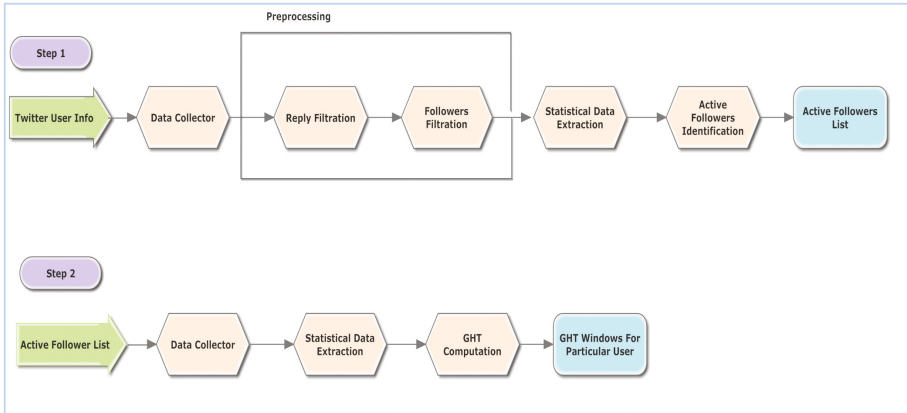 Preprocessing
Step 1
Twitter User Info
Data Collector
Reply Filtration
Followers
Filtration
Statistical Data
Extraction
Active
Followers
Identification
Active Followers
List
Step 2
Active Follower List
Data Collector
Statistical Data
Extraction
GHT
Computation
GHT Windows For
Particular User